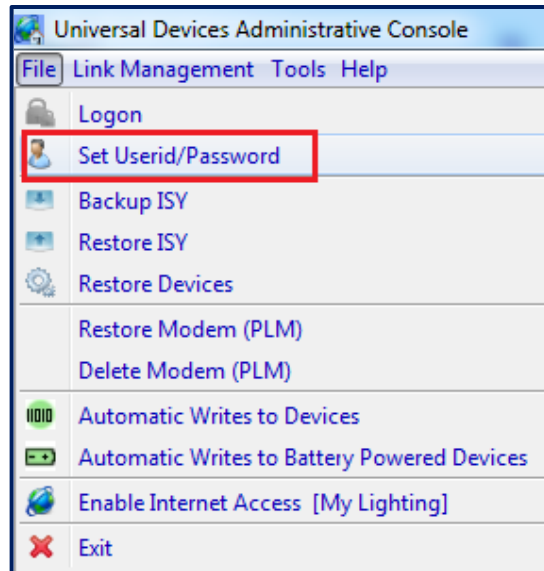 Universal Devices Administrative Console
File Link Management Tools Help
Logon
Set Userid/Password
Backup ISY
Restore ISY
Restore Devices
Restore Modem (PLM)
Delete Modem (PLM)
Automatic Writes to Devices
Automatic Writes to Battery Powered Devices
Enable Internet Access [My Lighting]
Exit